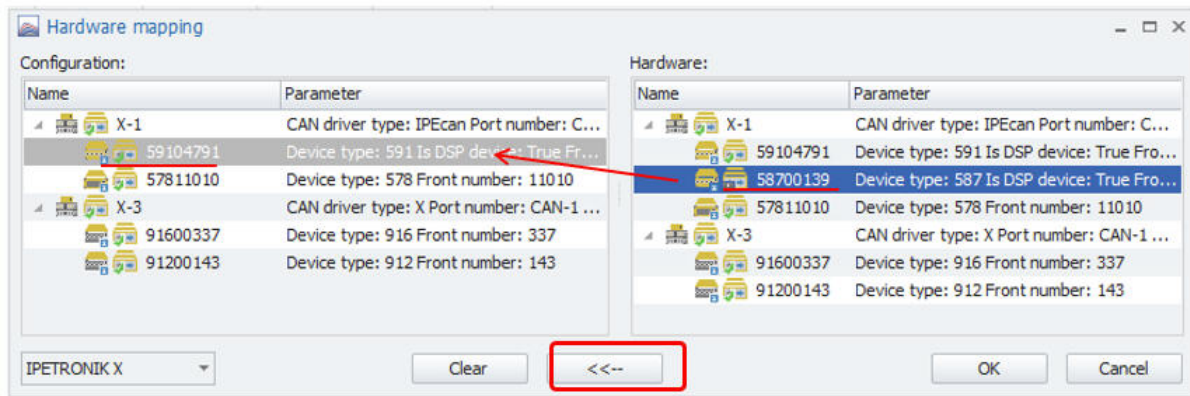 Hardware mapping
Configuration:
Hardware:
Name Parameter
X-1 CAN driver type: IPEcan Port number: C...
59104791 Device type: 591 Is DSP device: True Fr...
57811010 Device type: 578 Front number: 11010
X-3 CAN driver type: X Port number: CAN-1 ...
91600337 Device type: 916 Front number: 337
91200143 Device type: 912 Front number: 143
Name Parameter
X-1 CAN driver type: IPEcan Port number: C...
59104791 Device type: 591 Is DSP device: True Fro...
58700139 Device type: 587 Is DSP device: True Fro...
57811010 Device type: 578 Front number: 11010
X-3 CAN driver type: X Port number: CAN-1 ...
91600337 Device type: 916 Front number: 337
91200143 Device type: 912 Front number: 143
IPETRONIK X
Clear
<<--
OK
Cancel